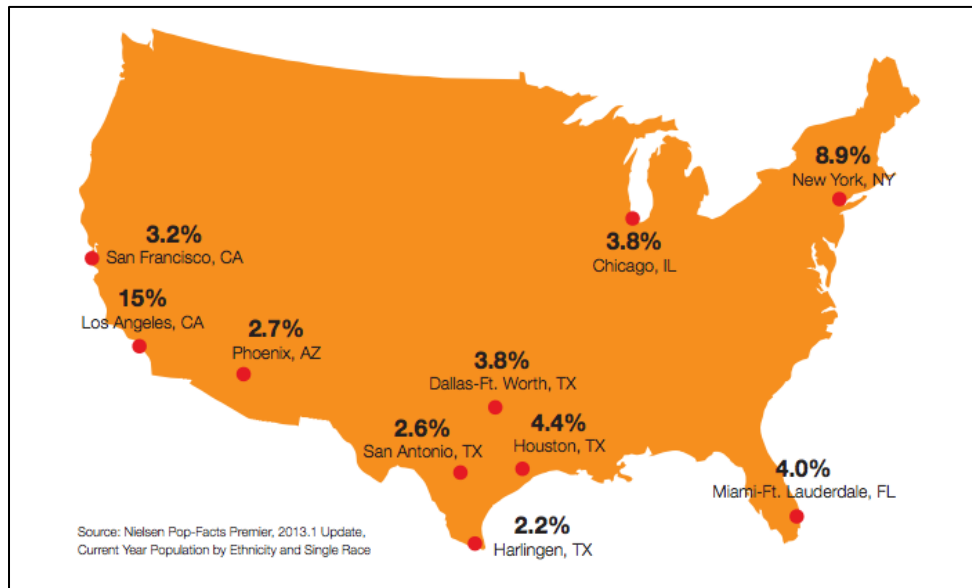 8.9%
New York, NY
3.2%
San Francisco, CA
3.8%
Chicago, IL
15%
Los Angeles, CA
2.7%
Phoenix, AZ
3.8%
Dallas-Ft. Worth, TX
2.6%
San Antonio, TX
4.4%
Houston, TX
4.0%
Miami-Ft. Lauderdale, FL
2.2%
Harlingen, TX
Source: Nielsen Pop-Facts Premier, 2013.1 Update,
Current Year Population by Ethnicity and Single Race